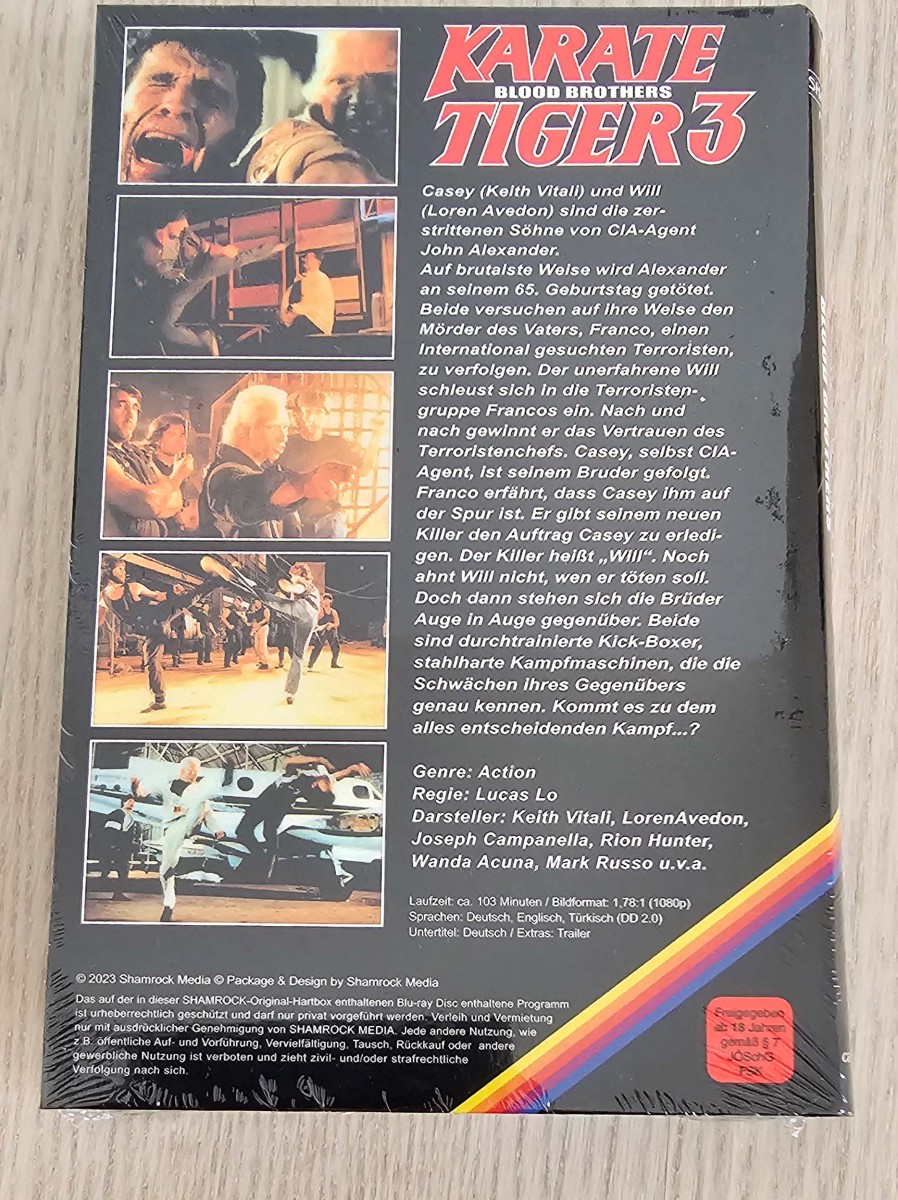 KARATE
BLOOD BROTHERS
TIGER 3
Casey (Keith Vitali) und Will
(Loren Avedon) sind die zer-
strittenen Söhne von CIA-Agent
John Alexander.
Auf brutalste Weise wird Alexander
an seinem 65. Geburtstag getötet.
Beide versuchen auf ihre Weise den
Mörder des Vaters, Franco, einen
International gesuchten Terroristen,
zu verfolgen. Der unerfahrene Will
schleust sich in die Terroristen-
gruppe Francos ein. Nach und
nach gewinnt er das Vertrauen des
Terroristenchefs. Casey, selbst CIA-
Agent, ist seinem Bruder gefolgt.
Franco erfährt, dass Casey ihm auf
der Spur ist. Er gibt seinem neuen
Killer den Auftrag Casey zu erledi-
gen. Der Killer heißt „Will“. Noch
ahnt Will nicht, wen er töten soll.
Doch dann stehen sich die Brüder
Auge in Auge gegenüber. Beide
sind durchtrainierte Kick-Boxer,
stahlharte Kampfmaschinen, die die
Schwächen ihres Gegenübers
genau kennen. Kommt es zu dem
alles entscheidenden Kampf...?
Genre: Action
Regie: Lucas Lo
Darsteller: Keith Vitali, LorenAvedon,
Joseph Campanella, Rion Hunter,
Wanda Acuna, Mark Russo u.v.a.
Laufzeit: ca. 103 Minuten / Bildformat: 1,78:1 (1080p)
Sprachen: Deutsch, Englisch, Türkisch (DD 2.0)
Untertitel: Deutsch / Extras: Trailer
© 2023 Shamrock Media © Package & Design by Shamrock Media
Das auf der in dieser SHAMROCK-Original-Hartbox enthaltenen Blu-ray Disc enthaltene Programm
ist urheberrechtlich geschützt und darf nur privat vorgeführt werden. Verleih und Vermietung
nur mit ausdrücklicher Genehmigung von SHAMROCK MEDIA. Jede andere Nutzung, wie
z.B. öffentliche Auf- und Vorführung, Vervielfältigung, Tausch, Rückkauf oder andere
gewerbliche Nutzung ist verboten und zieht zivil- und/oder strafrechtliche
Verfolgung nach sich.
Freigegeben
ab 18 Jahren
gemäß § 7
JÖSchG
FSK